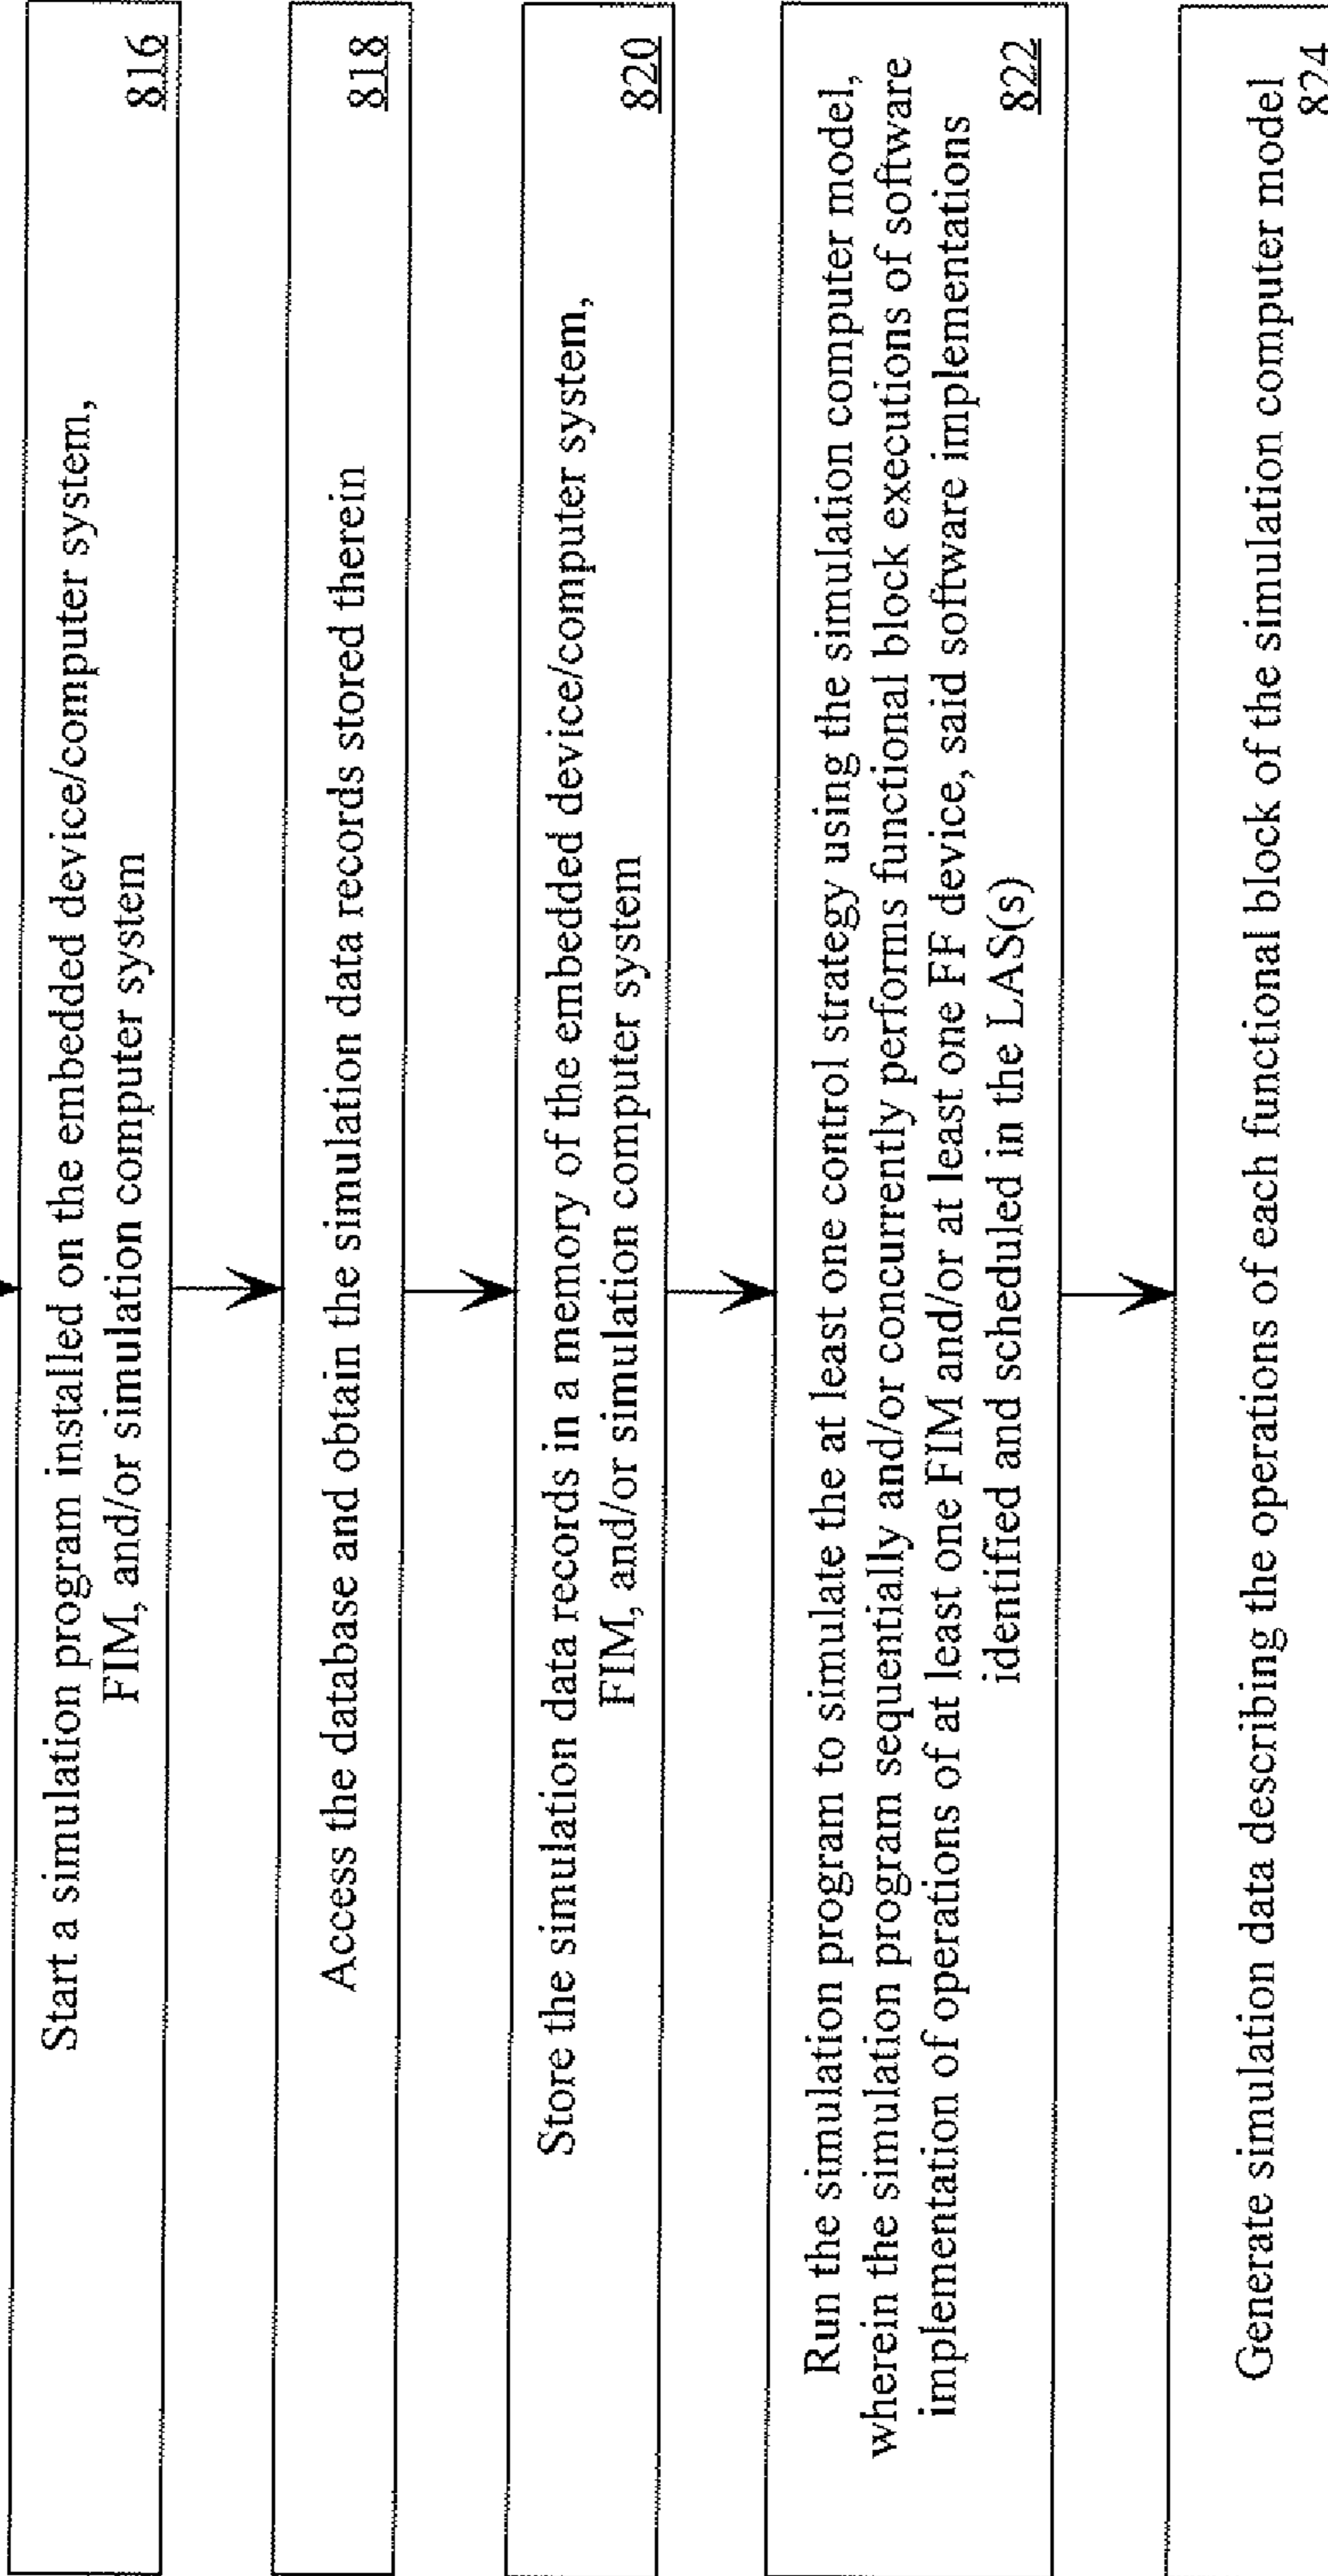 Start a simulation program installed on the embedded device/computer system,
FIM, and/or simulation computer system
816
Access the database and obtain the simulation data records stored therein
818
Store the simulation data records in a memory of the embedded device/computer system,
FIM, and/or simulation computer system
820
Run the simulation program to simulate the at least one control strategy using the simulation computer model,
wherein the simulation program sequentially and/or concurrently performs functional block executions of software
implementation of operations of at least one FIM and/or at least one FF device, said software implementations
identified and scheduled in the LAS(s)
822
Generate simulation data describing the operations of each functional block of the simulation computer model
824